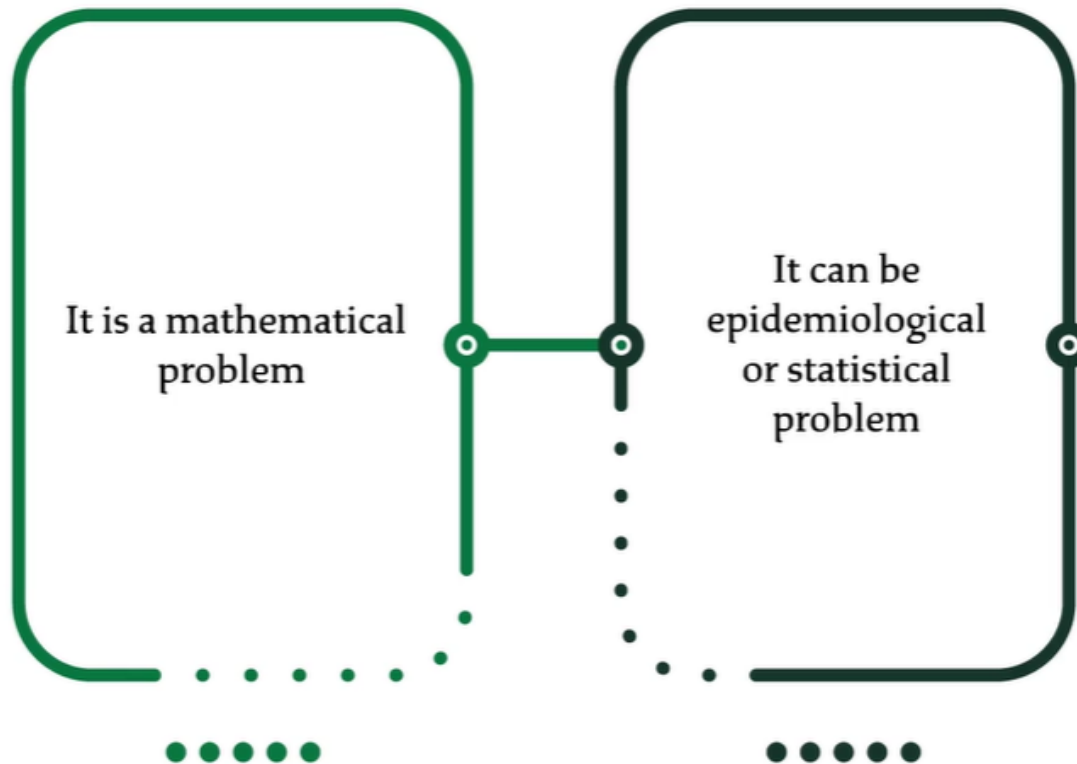 It is a mathematical
problem
It can be
epidemiological
or statistical
problem